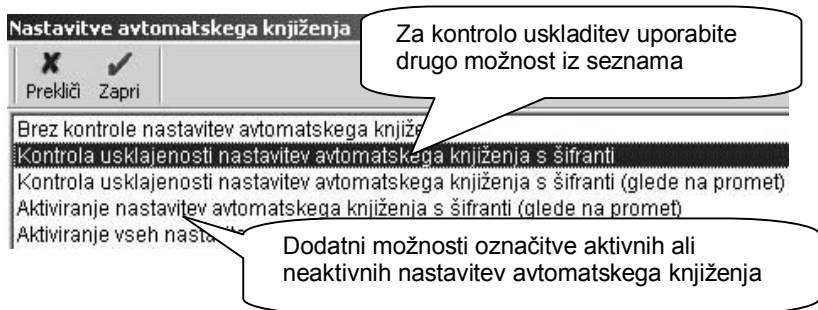 Nastavitve avtomatskega knjiženja
Za kontrolo uskladitev uporabite
drugo možnost iz seznama
Prekliči Zapri
Brez kontrole nastavitev avtomatskega
Kontrola usklajenosti nastavitev avtomatskega knjiženja s šifranti
Kontrola usklajenosti nastavitev avtomatskega knjiženja s šifranti (glede na promet)
Aktiviranje nastavitev avtomatskega knjiženja s šifranti (glede na promet)
Aktiviranje vseh
Dodatni možnosti označitve aktivnih ali
neaktivnih nastavitev avtomatskega knjiženja